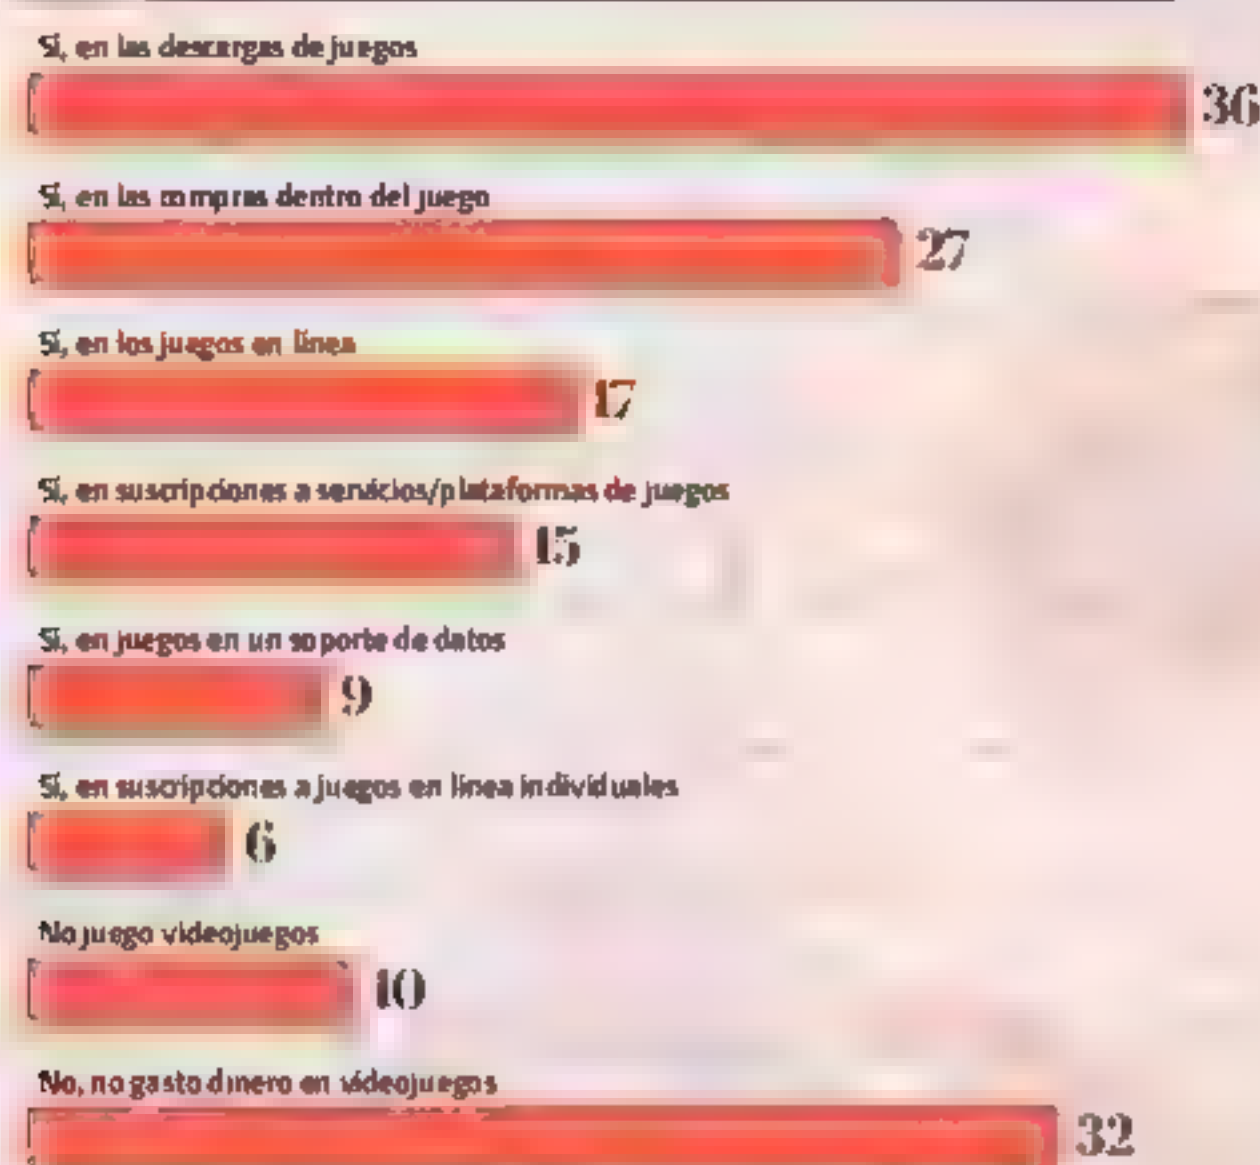 Sí, en las descargas de juegos
36
Sí, en las compras dentro del juego
27
Sí, en los juegos en línea
17
Sí, en suscripciones a servicios/plataformas de juegos
15
Sí, en juegos en un soporte de datos
9
Sí, en suscripciones a juegos en línea individuales
6
No juego videojuegos
10
No, no gasto dinero en videojuegos
32